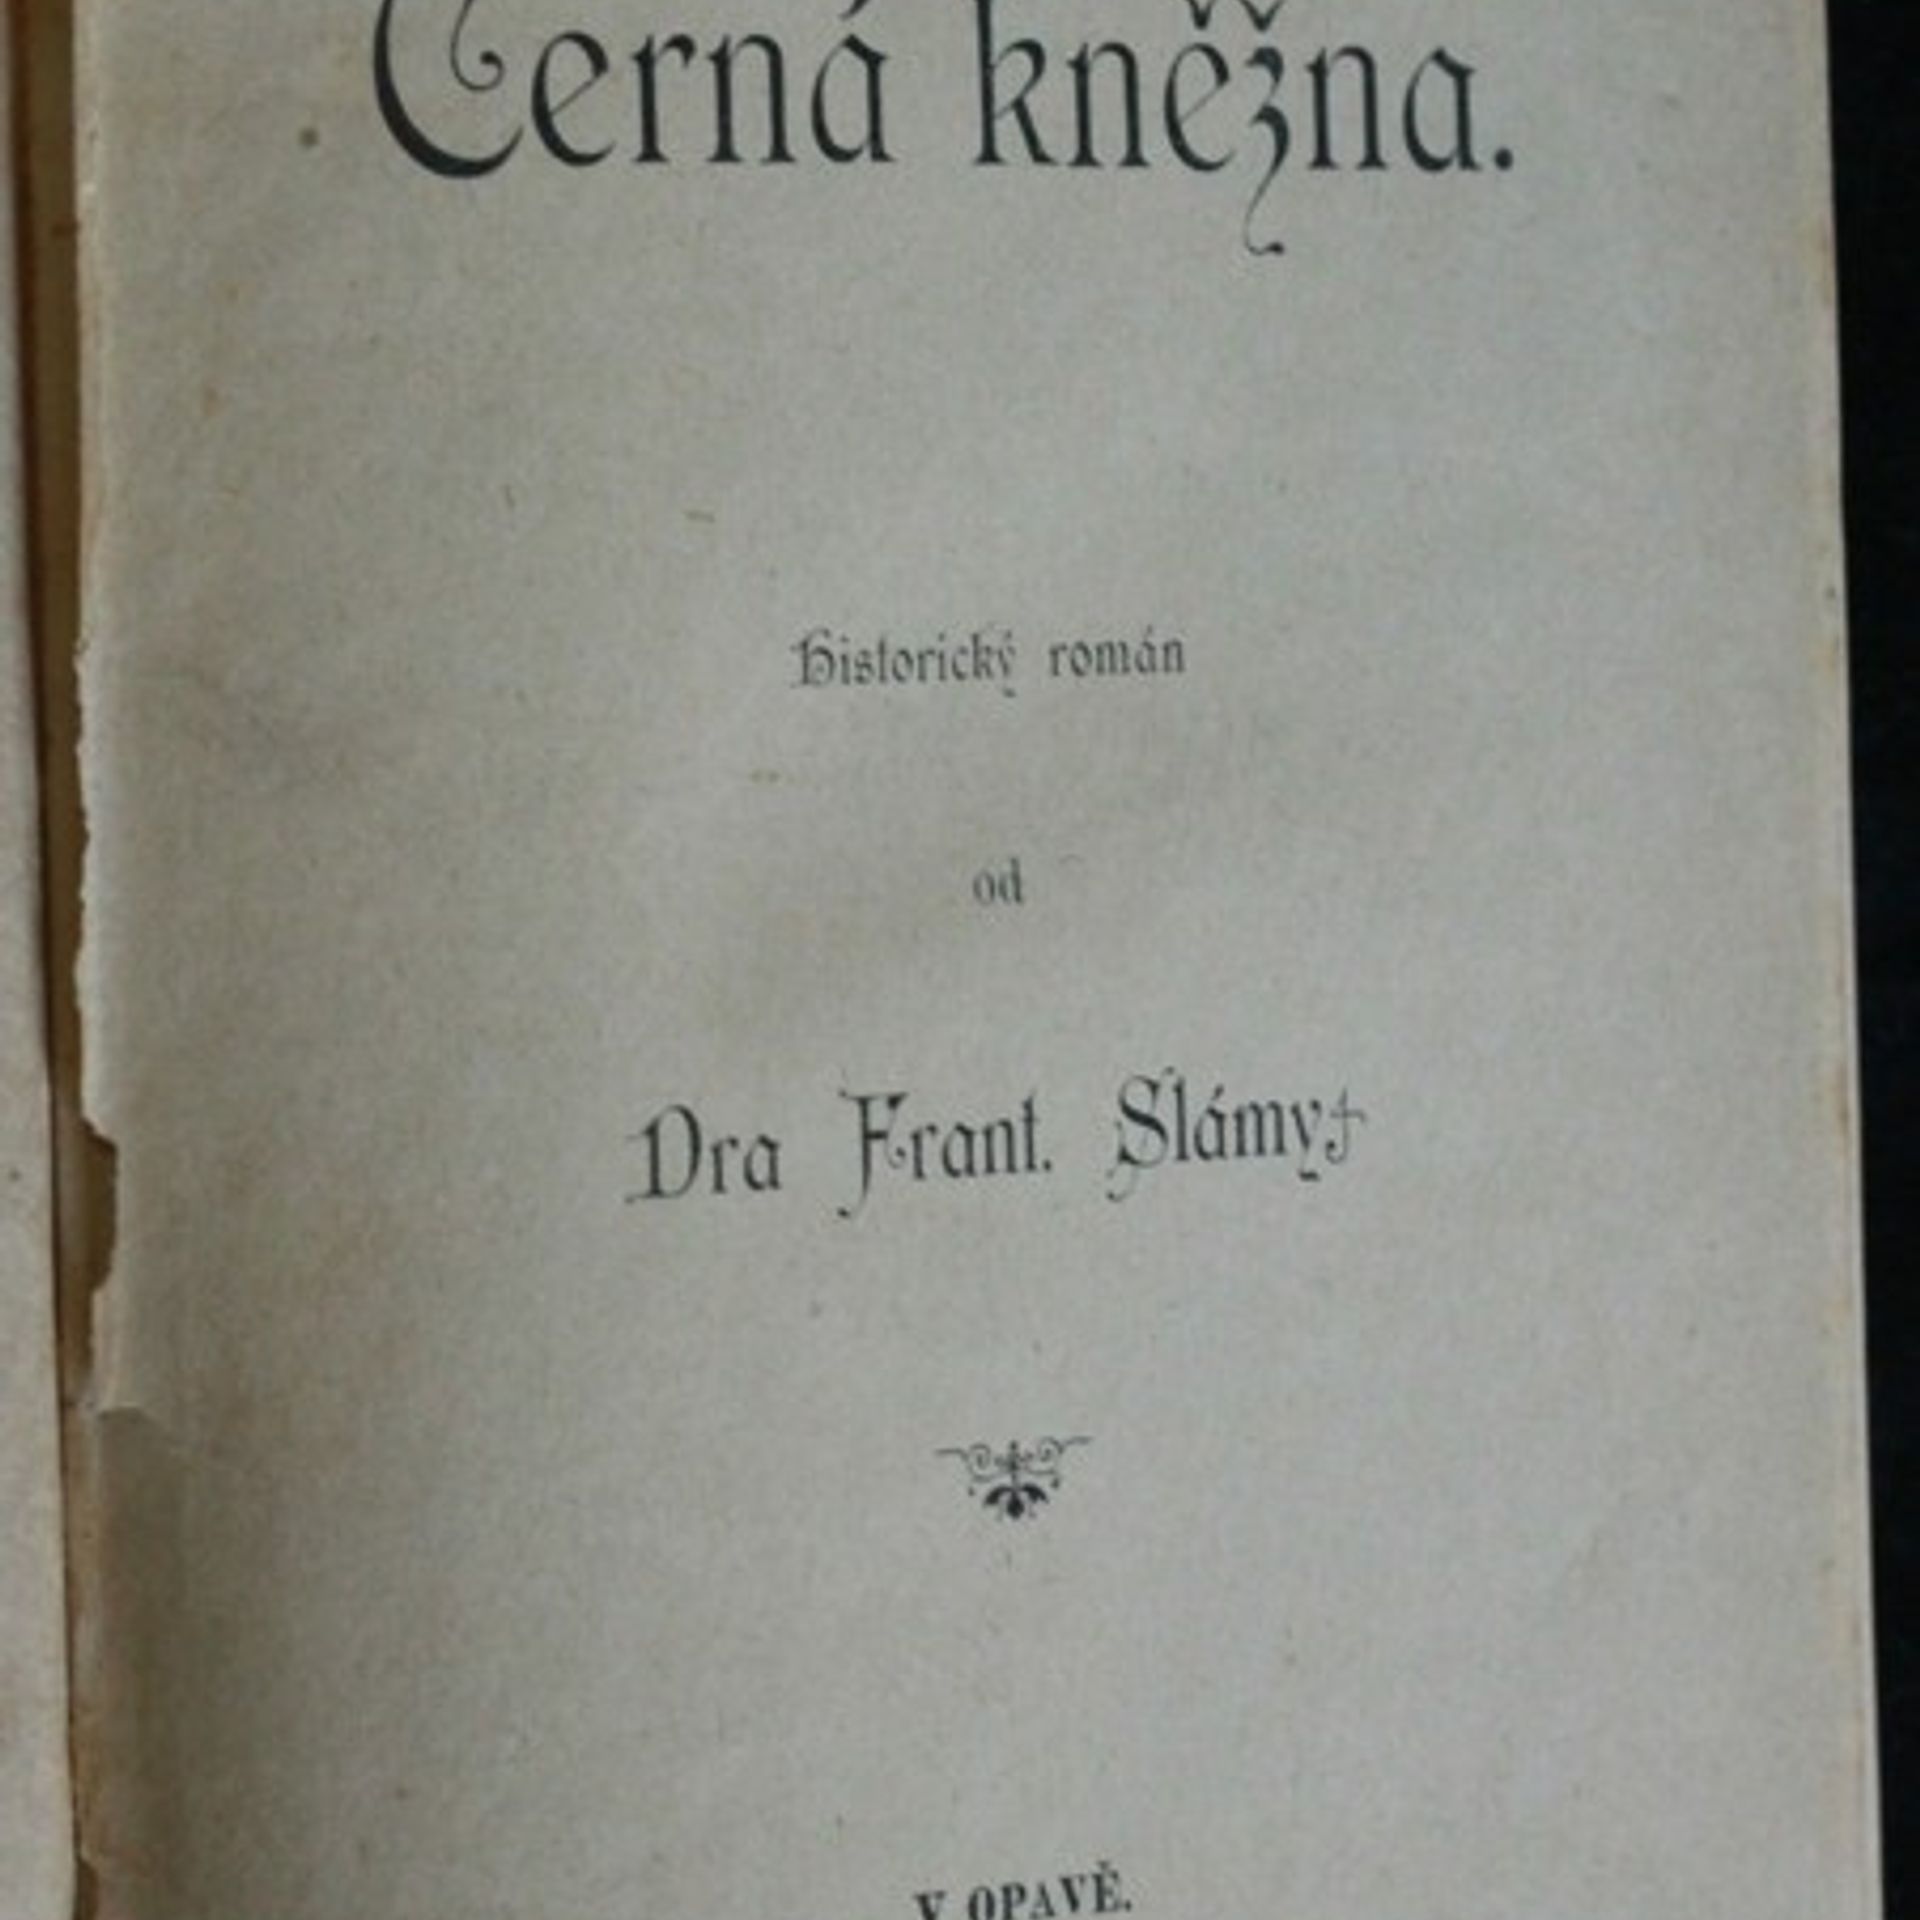 Černá kněžna.
Historický román
od
Dra Frant. Slámy†
V OPAVĚ.